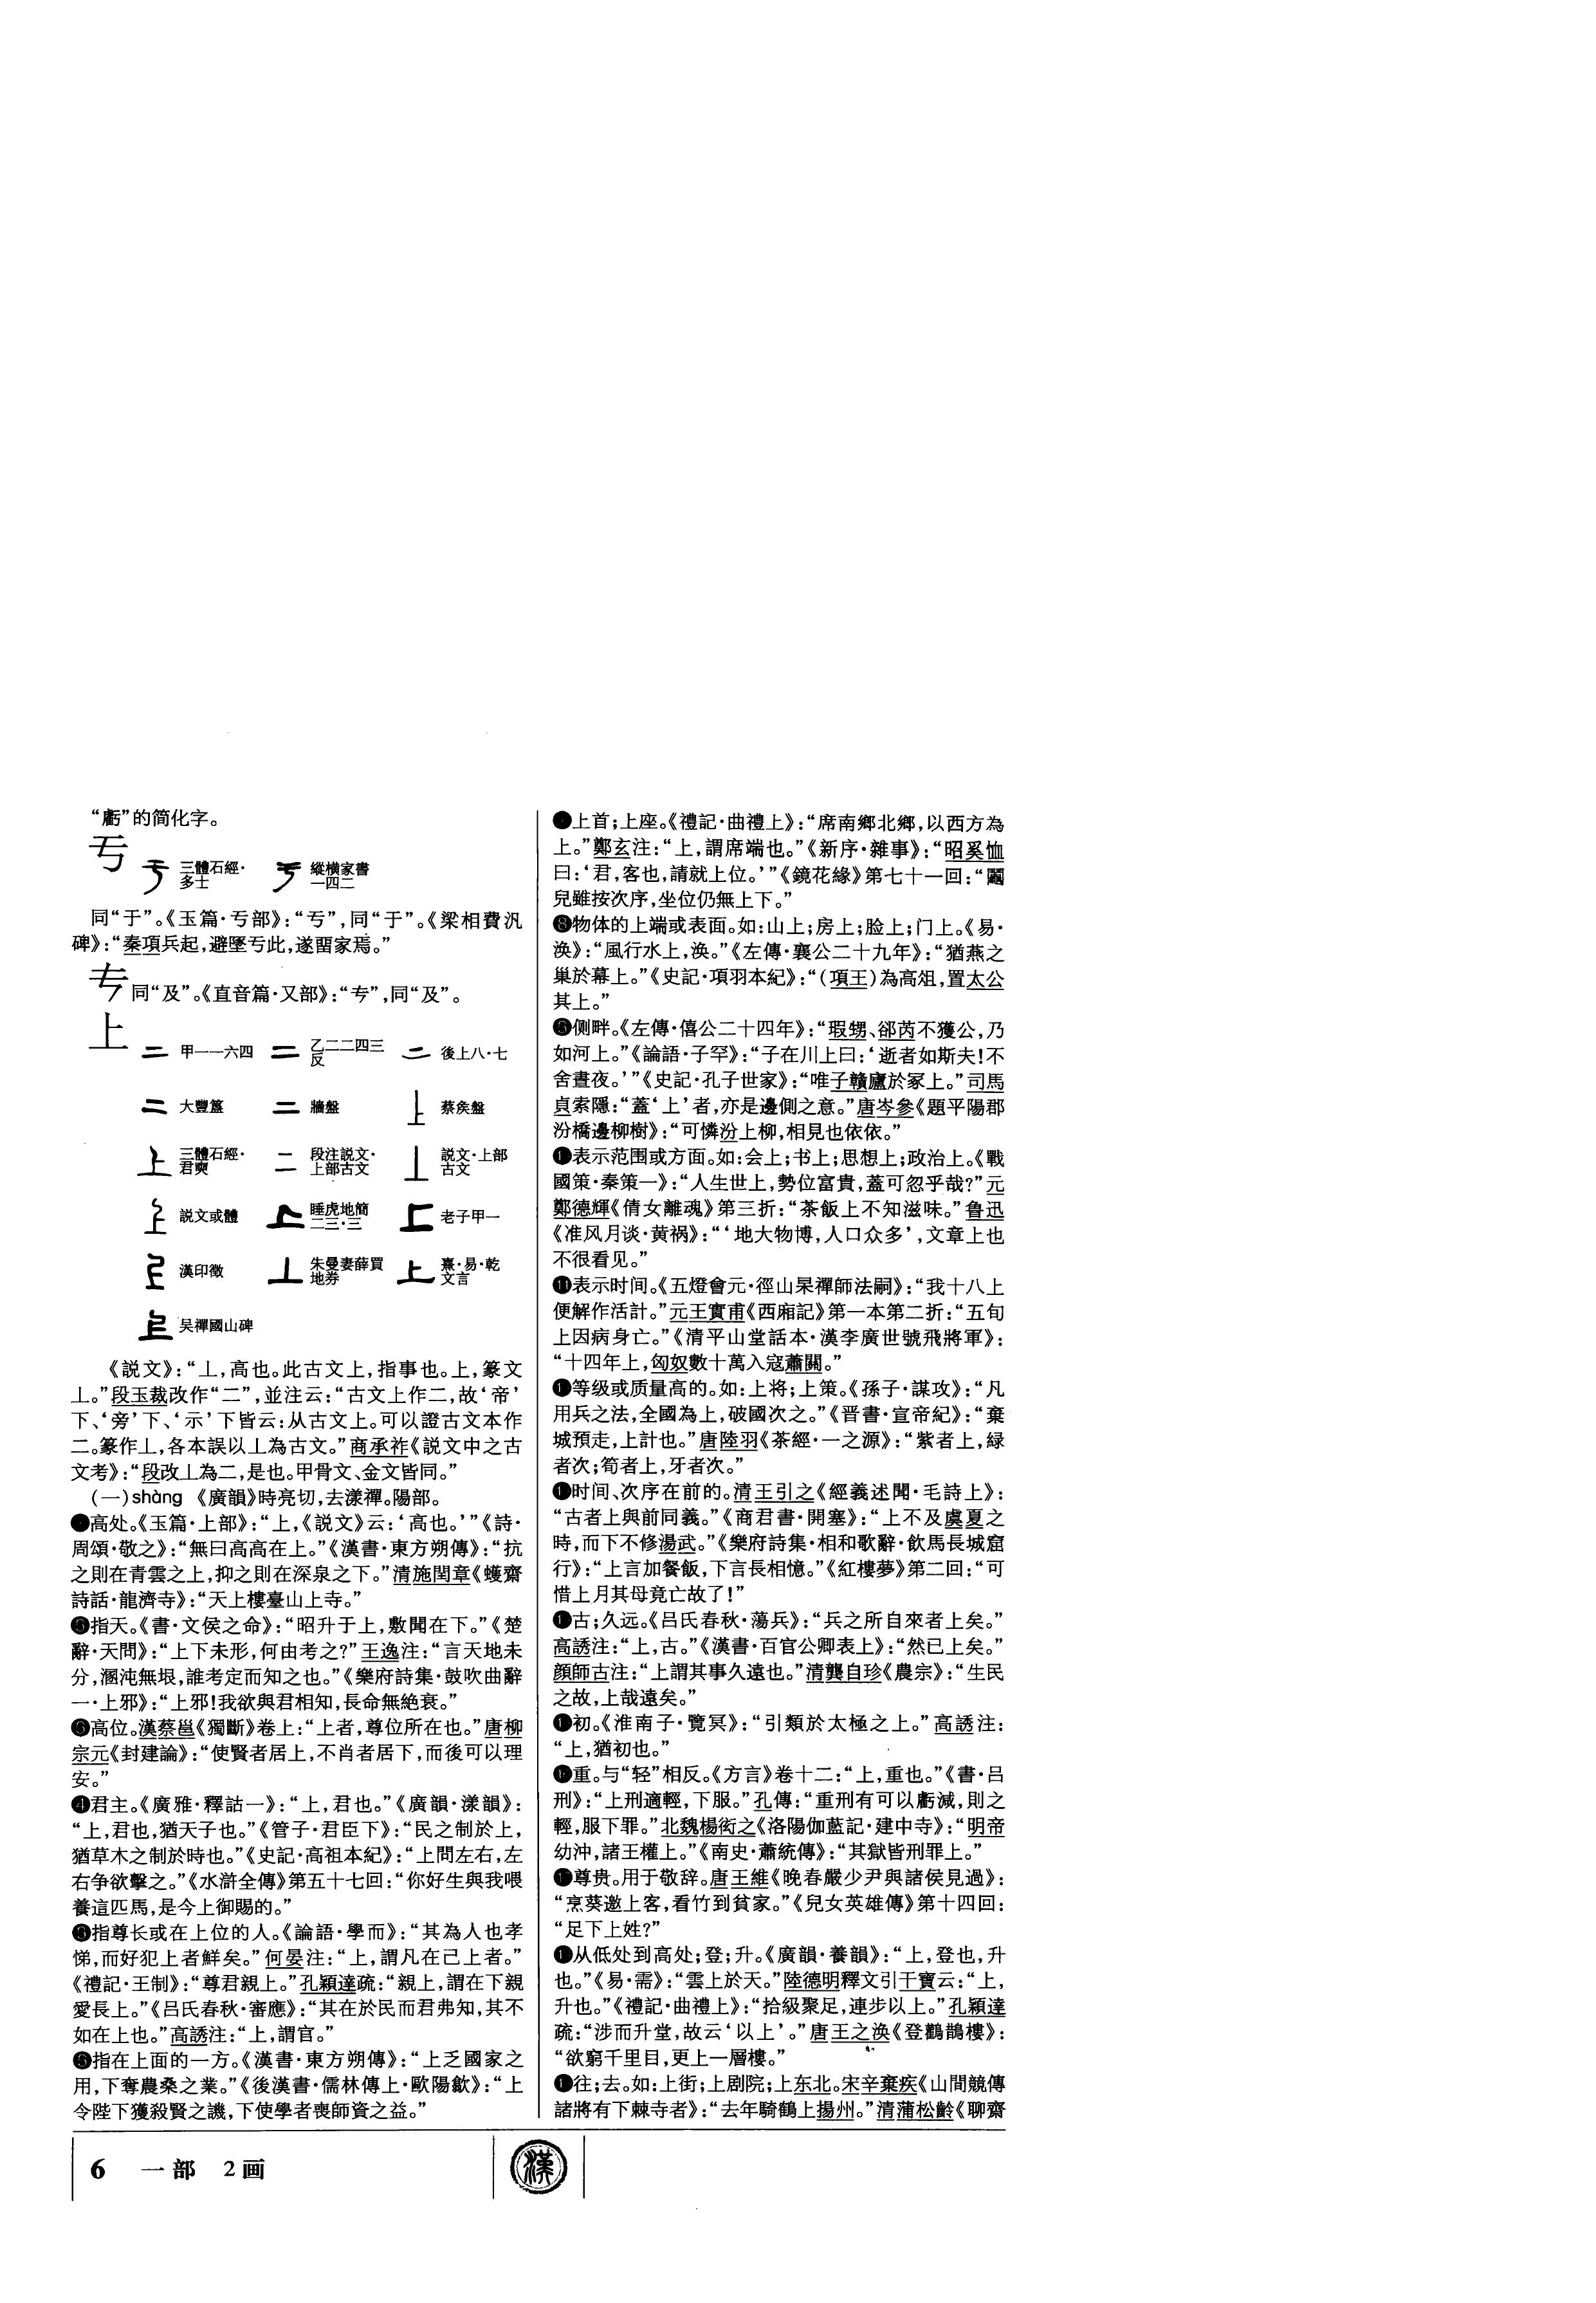 “虧”的简化字。
亐
三體石經·多士
縱橫家書一四二
同“于”。《玉篇·亐部》：“亐”，同“于”。《梁相費汎
碑》：“秦項兵起，避墜亐此，遂畱家焉。”
同“及”。《直音篇·又部》：“”，同“及”。
上
甲一一六四
乙二二四三反
後上八·七
大豐簋
牆盤
蔡侯盤
三體石經·君奭
段注説文·上部古文
説文·上部古文
説文或體
睡虎地簡二三·三
老子甲一
漢印徵
朱曼妻薛買地券
熹·易·乾文言
吴禪國山碑
《説文》：“丄，高也。此古文上，指事也。上，篆文
丄。”段玉裁改作“二”，並注云：“古文上作二，故‘帝’
下、‘旁’下、‘示’下皆云：从古文上。可以證古文本作
二。篆作丄，各本誤以丄為古文。”商承祚《説文中之古
文考》：“段改丄為二，是也。甲骨文、金文皆同。”
（一）shàng 《廣韻》時亮切，去漾禪。陽部。
高处。《玉篇·上部》：“上，《説文》云：‘高也。’”《詩·
周頌·敬之》：“無曰高高在上。”《漢書·東方朔傳》：“抗
之則在青雲之上，抑之則在深泉之下。”清施閏章《蠖齋
詩話·龍濟寺》：“天上樓臺山上寺。”
指天。《書·文侯之命》：“昭升于上，敷聞在下。”《楚
辭·天問》：“上下未形，何由考之？”王逸注：“言天地未
分，溷沌無垠，誰考定而知之也。”《樂府詩集·鼓吹曲辭
一·上邪》：“上邪！我欲與君相知，長命無絶衰。”
❸高位。漢蔡邕《獨斷》卷上：“上者，尊位所在也。”唐柳
宗元《封建論》：“使賢者居上，不肖者居下，而後可以理
安。”
❹君主。《廣雅·釋詁一》：“上，君也。”《廣韻·漾韻》：
“上，君也，猶天子也。”《管子·君臣下》：“民之制於上，
猶草木之制於時也。”《史記·高祖本紀》：“上問左右，左
右争欲擊之。”《水滸全傳》第五十七回：“你好生與我喂
養這匹馬，是今上御賜的。”
指尊长或在上位的人。《論語·學而》：“其為人也孝
悌，而好犯上者鮮矣。”何晏注：“上，謂凡在己上者。”
《禮記·王制》：“尊君親上。”孔穎達疏：“親上，謂在下親
愛長上。”《吕氏春秋·審應》：“其在於民而君弗知，其不
如在上也。”高誘注：“上，謂官。”
指在上面的一方。《漢書·東方朔傳》：“上乏國家之
用，下奪農桑之業。”《後漢書·儒林傳上·歐陽歙》：“上
令陛下獲殺賢之譏，下使學者喪師資之益。”
上首；上座。《禮記·曲禮上》：“席南鄉北鄉，以西方為
上。”鄭玄注：“上，謂席端也。”《新序·雜事》：“昭奚恤
曰：‘君，客也，請就上位。’”《鏡花緣》第七十一回：“閨
兒雖按次序，坐位仍無上下。”
❽物体的上端或表面。如：山上；房上；脸上；门上。《易·
涣》：“風行水上，涣。”《左傳·襄公二十九年》：“猶燕之
巢於幕上。”《史記·項羽本紀》：“（項王）為高俎，置太公
其上。”
侧畔。《左傳·僖公二十四年》：“瑕甥、郤芮不獲公，乃
如河上。”《論語·子罕》：“子在川上曰：‘逝者如斯夫！不
舍晝夜。’”《史記·孔子世家》：“唯子贛廬於冢上。”司馬
貞索隱：“蓋‘上’者，亦是邊側之意。”唐岑參《題平陽郡
汾橋邊柳樹》：“可憐汾上柳，相見也依依。”
表示范围或方面。如：会上；书上；思想上；政治上。《戰
國策·秦策一》：“人生世上，勢位富貴，蓋可忽乎哉？”元
鄭德輝《倩女離魂》第三折：“茶飯上不知滋味。”鲁迅
《准风月谈·黄祸》：“‘地大物博，人口众多’，文章上也
不很看见。”
⓫表示时间。《五燈會元·徑山杲禪師法嗣》：“我十八上
便解作活計。”元王實甫《西廂記》第一本第二折：“五旬
上因病身亡。”《清平山堂話本·漢李廣世號飛將軍》：
“十四年上，匈奴數十萬入寇蕭關。”
等级或质量高的。如：上将；上策。《孫子·謀攻》：“凡
用兵之法，全國為上，破國次之。”《晋書·宣帝紀》：“棄
城預走，上計也。”唐陸羽《茶經·一之源》：“紫者上，緑
者次；筍者上，牙者次。”
时间、次序在前的。清王引之《經義述聞·毛詩上》：
“古者上與前同義。”《商君書·開塞》：“上不及虞夏之
時，而下不修湯武。”《樂府詩集·相和歌辭·飲馬長城窟
行》：“上言加餐飯，下言長相憶。”《紅樓夢》第二回：“可
惜上月其母竟亡故了！”
古；久远。《吕氏春秋·蕩兵》：“兵之所自來者上矣。”
高誘注：“上，古。”《漢書·百官公卿表上》：“然已上矣。”
顔師古注：“上謂其事久遠也。”清龔自珍《農宗》：“生民
之故，上哉遠矣。”
初。《淮南子·覽冥》：“引類於太極之上。”高誘注：
“上，猶初也。”
重。与“轻”相反。《方言》卷十二：“上，重也。”《書·吕
刑》：“上刑適輕，下服。”孔傳：“重刑有可以虧減，則之
輕，服下罪。”北魏楊衒之《洛陽伽藍記·建中寺》：“明帝
幼沖，諸王權上。”《南史·蕭統傳》：“其獄皆刑罪上。”
尊贵。用于敬辞。唐王維《晚春嚴少尹與諸侯見過》：
“烹葵邀上客，看竹到貧家。”《兒女英雄傳》第十四回：
“足下上姓？”
从低处到高处；登；升。《廣韻·養韻》：“上，登也，升
也。”《易·需》：“雲上於天。”陸德明釋文引干寶云：“上，
升也。”《禮記·曲禮上》：“拾級聚足，連步以上。”孔穎達
疏：“涉而升堂，故云‘以上’。”唐王之涣《登鸛鵲樓》：
“欲窮千里目，更上一層樓。”
往；去。如：上街；上剧院；上东北。宋辛棄疾《山間競傳
諸將有下棘寺者》：“去年騎鶴上揚州。”清蒲松齡《聊齋
6 一部 2画
漢